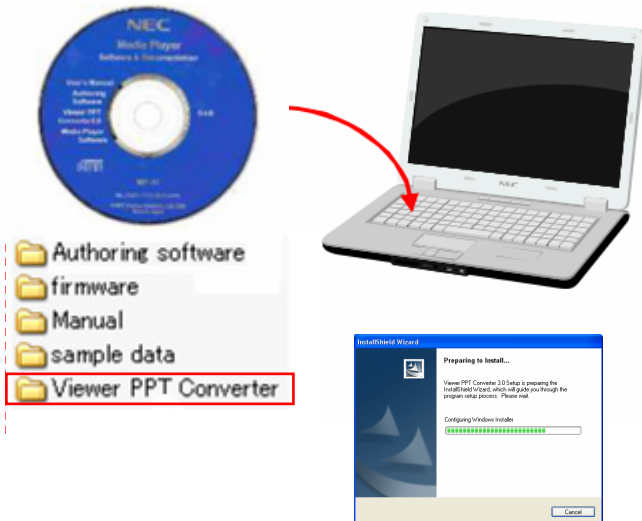 NEC
Media Player
Software & Documentation
User's Manual
Authoring
Software
Viewer PPT
Converter 3.0
Media Player
Software
NEC
Authoring software
firmware
Manual
sample data
Viewer PPT Converter
InstallShield Wizard
Preparing to Install...
Viewer PPT Converter 3.0 Setup is preparing the
InstallShield Wizard, which will guide you through the
program setup process. Please wait.
Configuring Windows Installer
Cancel